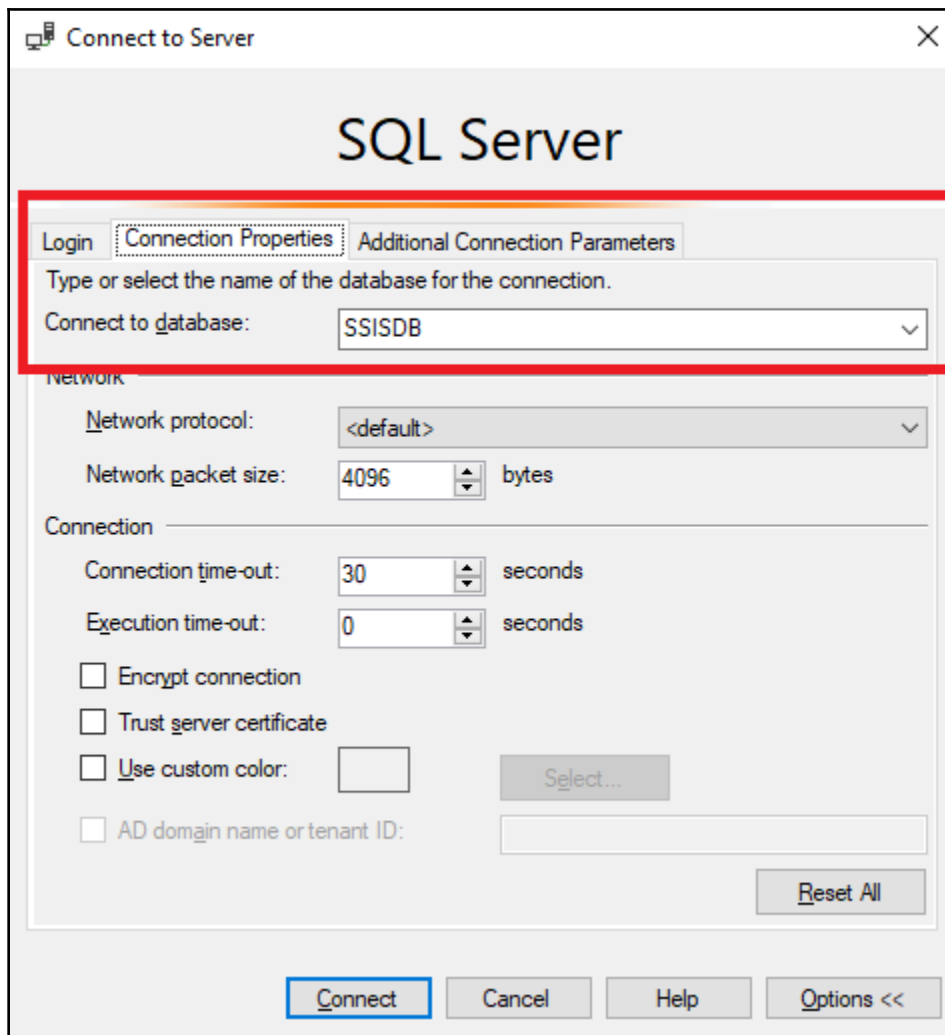 Connect to Server
SQL Server
Login Connection Properties Additional Connection Parameters
Type or select the name of the database for the connection.
Connect to database: SSISDB
Network
Network protocol: <default>
Network packet size: 4096 bytes
Connection
Connection time-out: 30 seconds
Execution time-out: 0 seconds
Encrypt connection
Trust server certificate
Use custom color: Select...
AD domain name or tenant ID:
Reset All
Connect Cancel Help Options <<